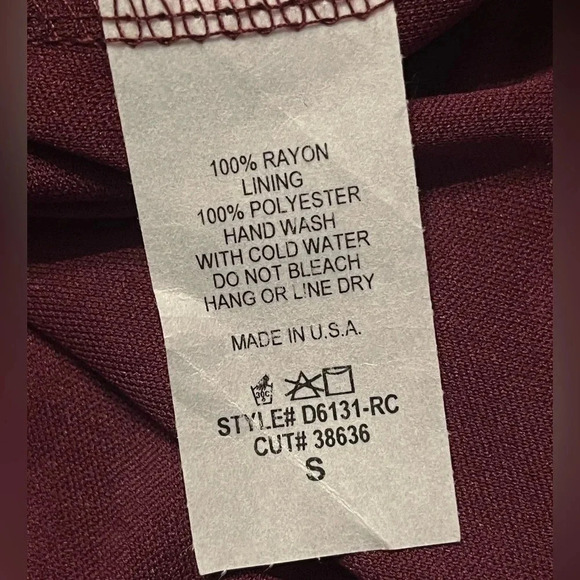 100% RAYON
LINING
100% POLYESTER
HAND WASH
WITH COLD WATER
DO NOT BLEACH
HANG OR LINE DRY
MADE IN U.S.A.
30C
STYLE# D6131-RC
CUT# 38636
S